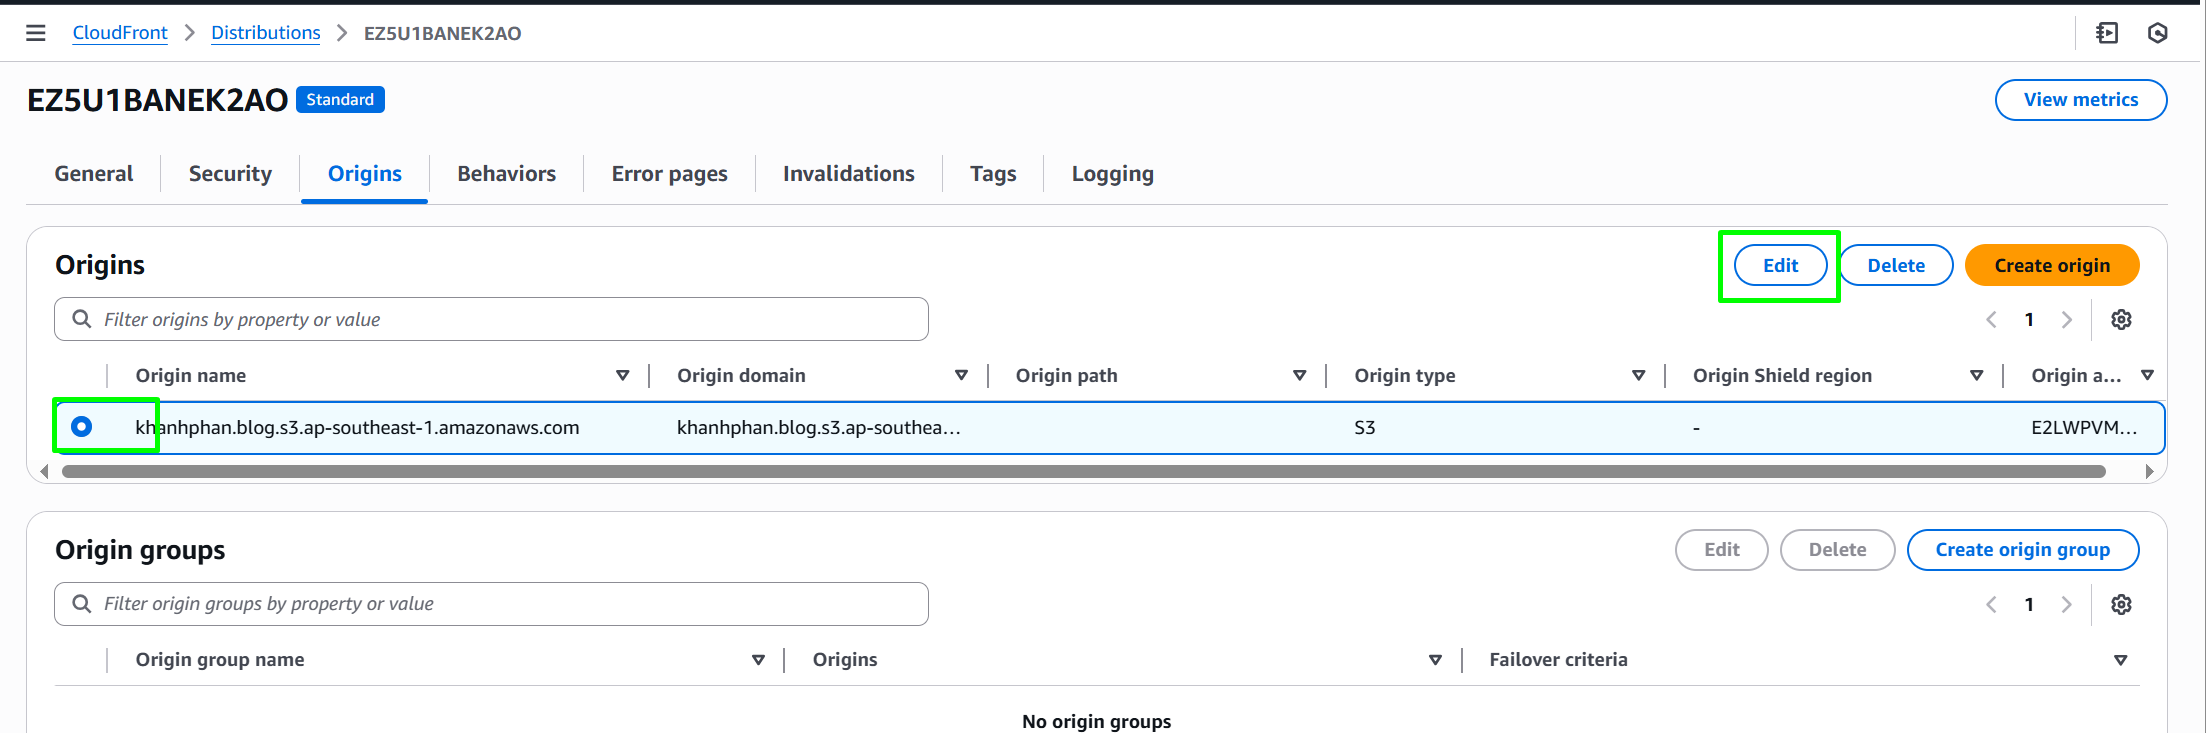 CloudFront > Distributions > EZ5U1BANEK2AO
EZ5U1BANEK2AO Standard View metrics
General Security Origins Behaviors Error pages Invalidations Tags Logging
Origins Edit Delete Create origin
Filter origins by property or value 1
Origin name Origin domain Origin path Origin type Origin Shield region Origin a...
khanhphan.blog.s3.ap-southeast-1.amazonaws.com khanhphan.blog.s3.ap-southea... S3 - E2LWPVM...
Origin groups Edit Delete Create origin group
Filter origin groups by property or value 1
Origin group name Origins Failover criteria
No origin groups